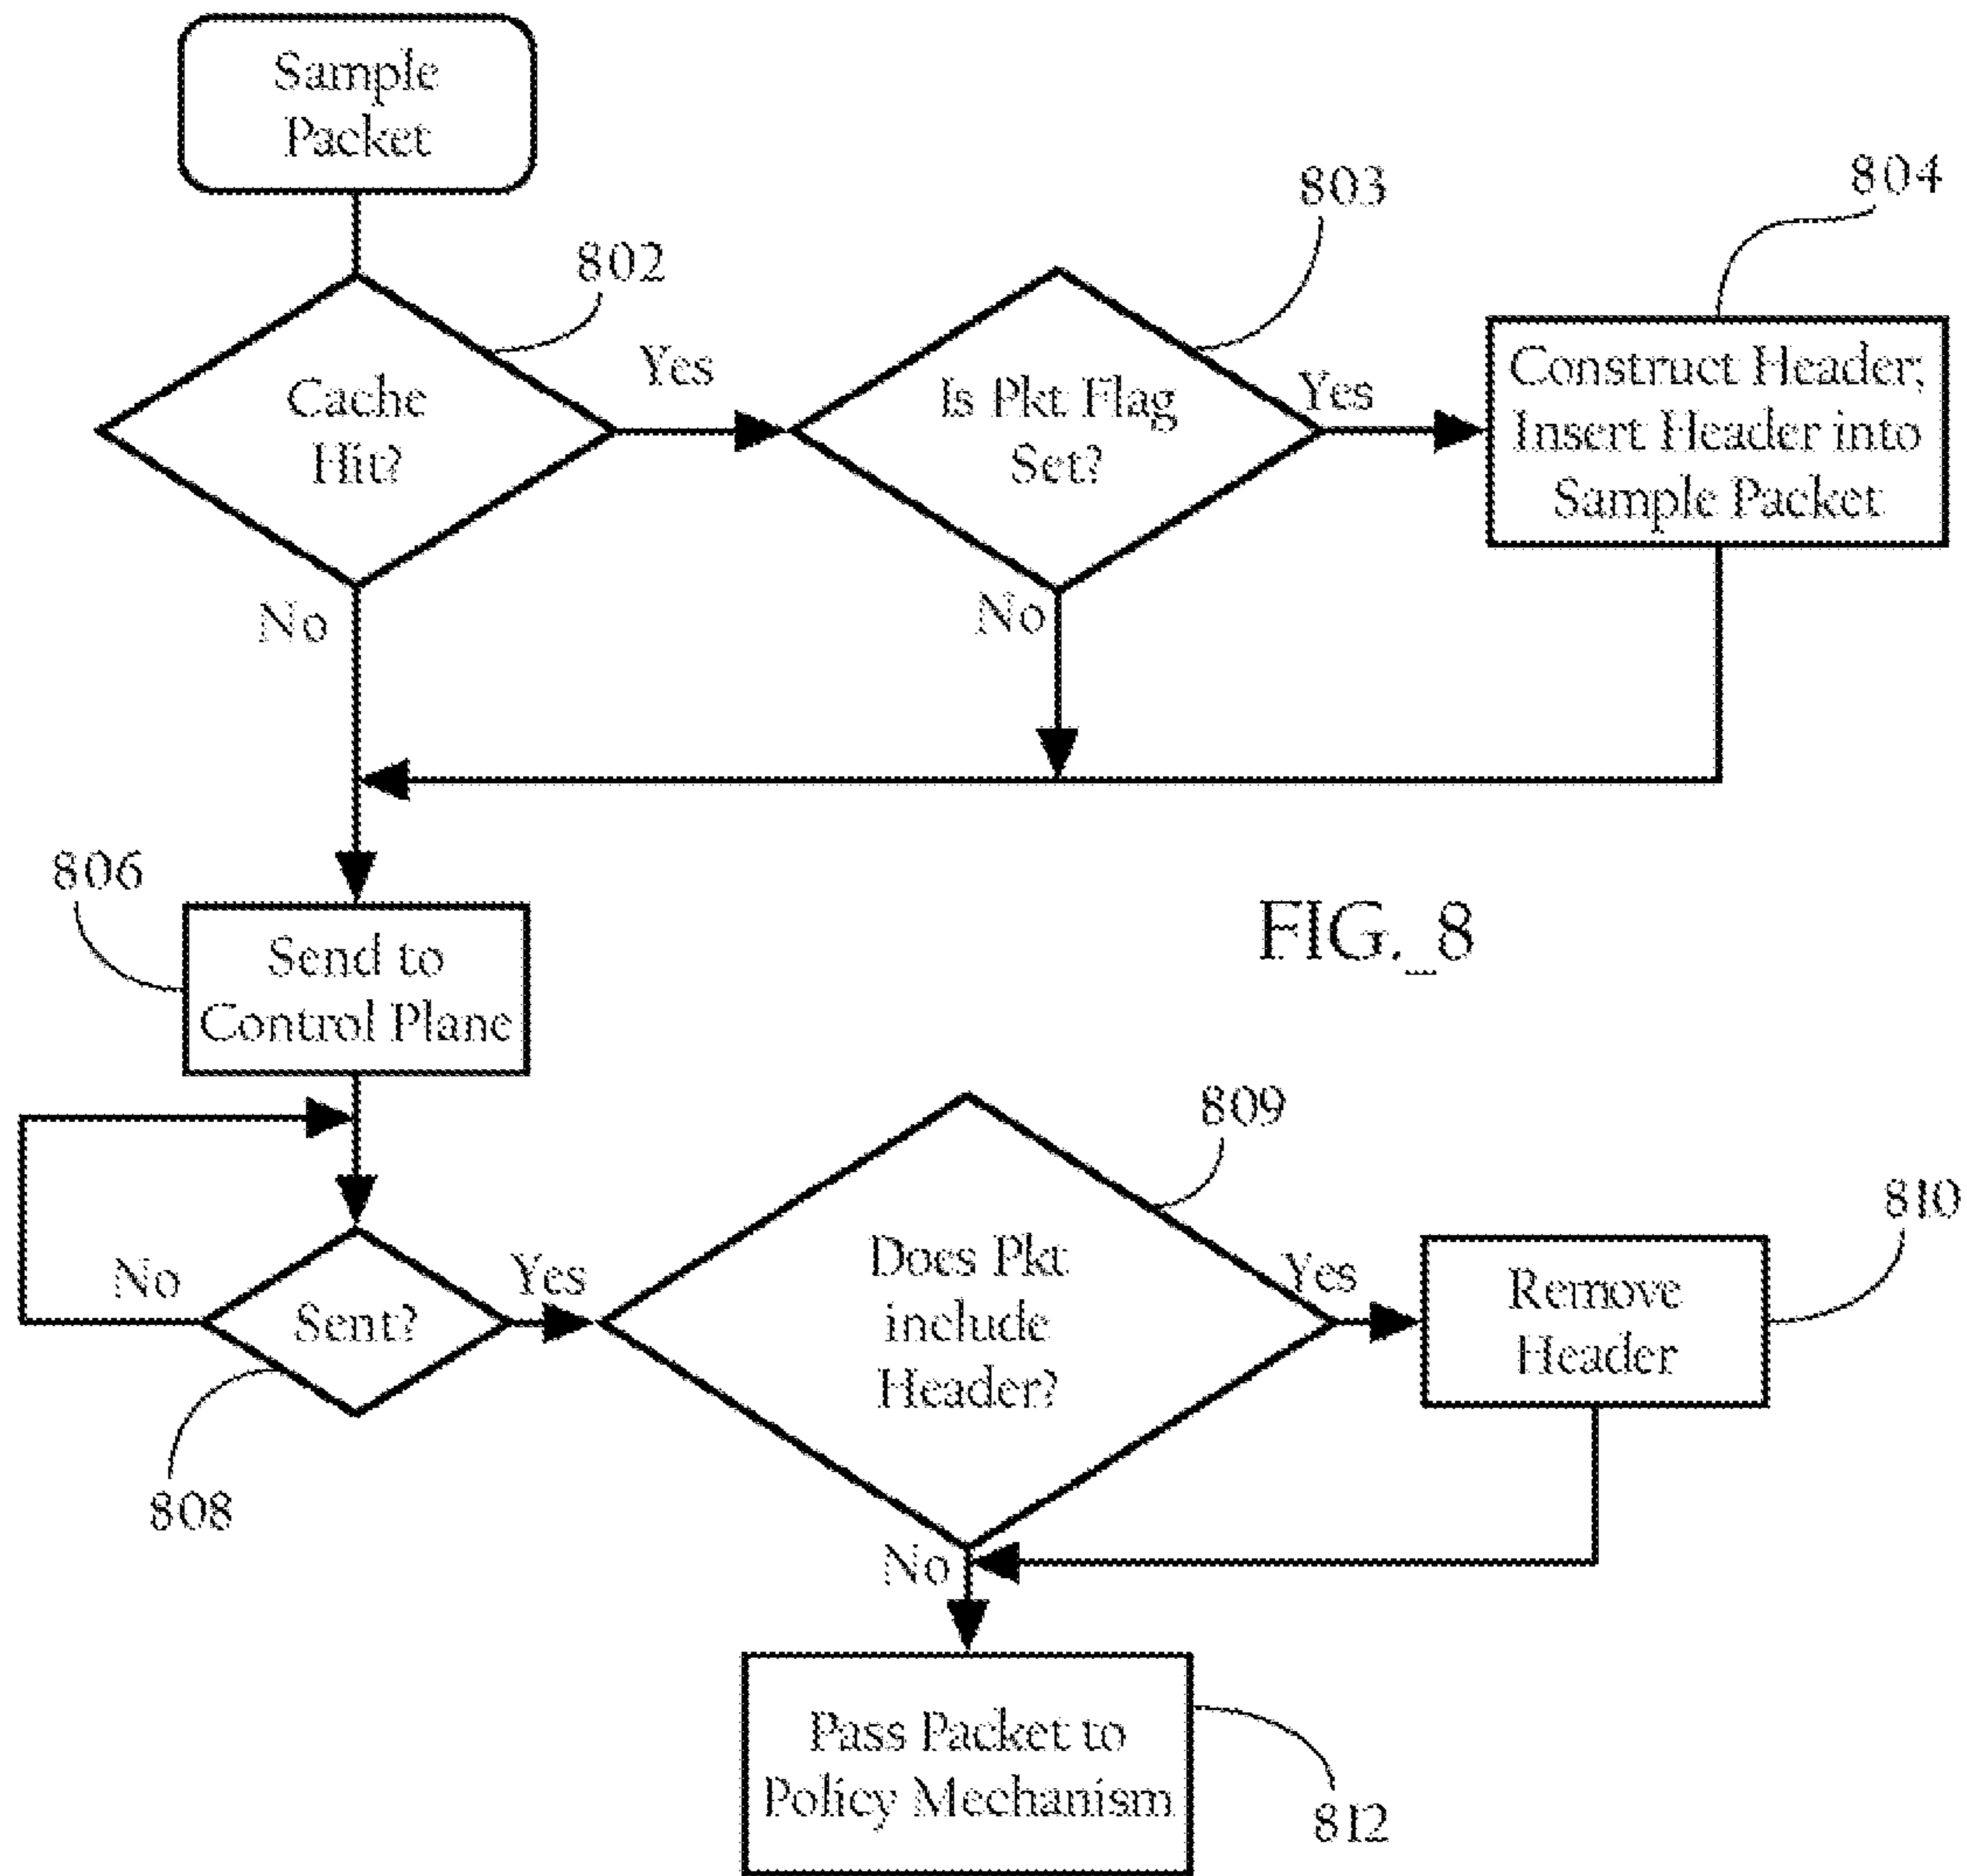 Sample
Packet
802
803
804
Cache
Hit?
Yes
Is Pkt Flag
Set?
Yes
Construct Header;
Insert Header into
Sample Packet
No
No
806
Send to
Control Plane
FIG._8
809
810
No
Sent?
Yes
Does Pkt
include
Header?
Yes
Remove
Header
808
No
Pass Packet to
Policy Mechanism
812